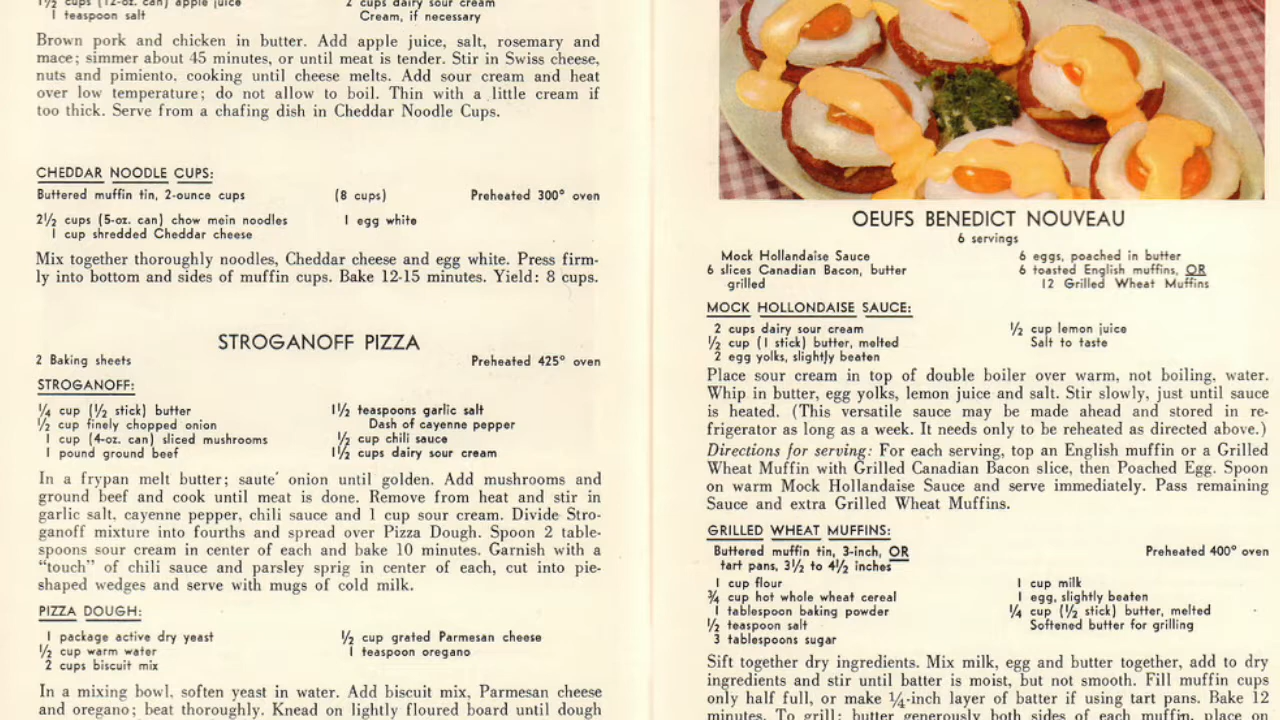 1½ cups (12-oz. can) apple juice
1 teaspoon salt
2 cups dairy sour cream
Cream, if necessary
Brown pork and chicken in butter. Add apple juice, salt, rosemary and
mace; simmer about 45 minutes, or until meat is tender. Stir in Swiss cheese,
nuts and pimiento, cooking until cheese melts. Add sour cream and heat
over low temperature; do not allow to boil. Thin with a little cream if
too thick. Serve from a chafing dish in Cheddar Noodle Cups.
CHEDDAR NOODLE CUPS:
Buttered muffin tin, 2-ounce cups (8 cups) Preheated 300° oven
2½ cups (5-oz. can) chow mein noodles
1 cup shredded Cheddar cheese
1 egg white
Mix together thoroughly noodles, Cheddar cheese and egg white. Press firm-
ly into bottom and sides of muffin cups. Bake 12-15 minutes. Yield: 8 cups.
STROGANOFF PIZZA
2 Baking sheets Preheated 425° oven
STROGANOFF:
¼ cup (½ stick) butter
½ cup finely chopped onion
1 cup (4-oz. can) sliced mushrooms
1 pound ground beef
1½ teaspoons garlic salt
Dash of cayenne pepper
½ cup chili sauce
1½ cups dairy sour cream
In a frypan melt butter; saute' onion until golden. Add mushrooms and
ground beef and cook until meat is done. Remove from heat and stir in
garlic salt, cayenne pepper, chili sauce and 1 cup sour cream. Divide Stro-
ganoff mixture into fourths and spread over Pizza Dough. Spoon 2 table-
spoons sour cream in center of each and bake 10 minutes. Garnish with a
"touch" of chili sauce and parsley sprig in center of each, cut into pie-
shaped wedges and serve with mugs of cold milk.
PIZZA DOUGH:
1 package active dry yeast
½ cup warm water
2 cups biscuit mix
½ cup grated Parmesan cheese
1 teaspoon oregano
In a mixing bowl, soften yeast in water. Add biscuit mix, Parmesan cheese
and oregano; beat thoroughly. Knead on lightly floured board until dough
OEUFS BENEDICT NOUVEAU
6 servings
Mock Hollandaise Sauce
6 slices Canadian Bacon, butter
grilled
6 eggs, poached in butter
6 toasted English muffins, OR
12 Grilled Wheat Muffins
MOCK HOLLONDAISE SAUCE:
2 cups dairy sour cream
½ cup (1 stick) butter, melted
2 egg yolks, slightly beaten
½ cup lemon juice
Salt to taste
Place sour cream in top of double boiler over warm, not boiling, water.
Whip in butter, egg yolks, lemon juice and salt. Stir slowly, just until sauce
is heated. (This versatile sauce may be made ahead and stored in re-
frigerator as long as a week. It needs only to be reheated as directed above.)
Directions for serving: For each serving, top an English muffin or a Grilled
Wheat Muffin with Grilled Canadian Bacon slice, then Poached Egg. Spoon
on warm Mock Hollandaise Sauce and serve immediately. Pass remaining
Sauce and extra Grilled Wheat Muffins.
GRILLED WHEAT MUFFINS:
Buttered muffin tin, 3-inch, OR
tart pans, 3½ to 4½ inches
Preheated 400° oven
1 cup flour
¾ cup hot whole wheat cereal
1 tablespoon baking powder
½ teaspoon salt
3 tablespoons sugar
1 cup milk
1 egg, slightly beaten
¼ cup (½ stick) butter, melted
Softened butter for grilling
Sift together dry ingredients. Mix milk, egg and butter together, add to dry
ingredients and stir until batter is moist, but not smooth. Fill muffin cups
only half full, or make ¼-inch layer of batter if using tart pans. Bake 12
minutes. To grill: butter generously both sides of each muffin, place on